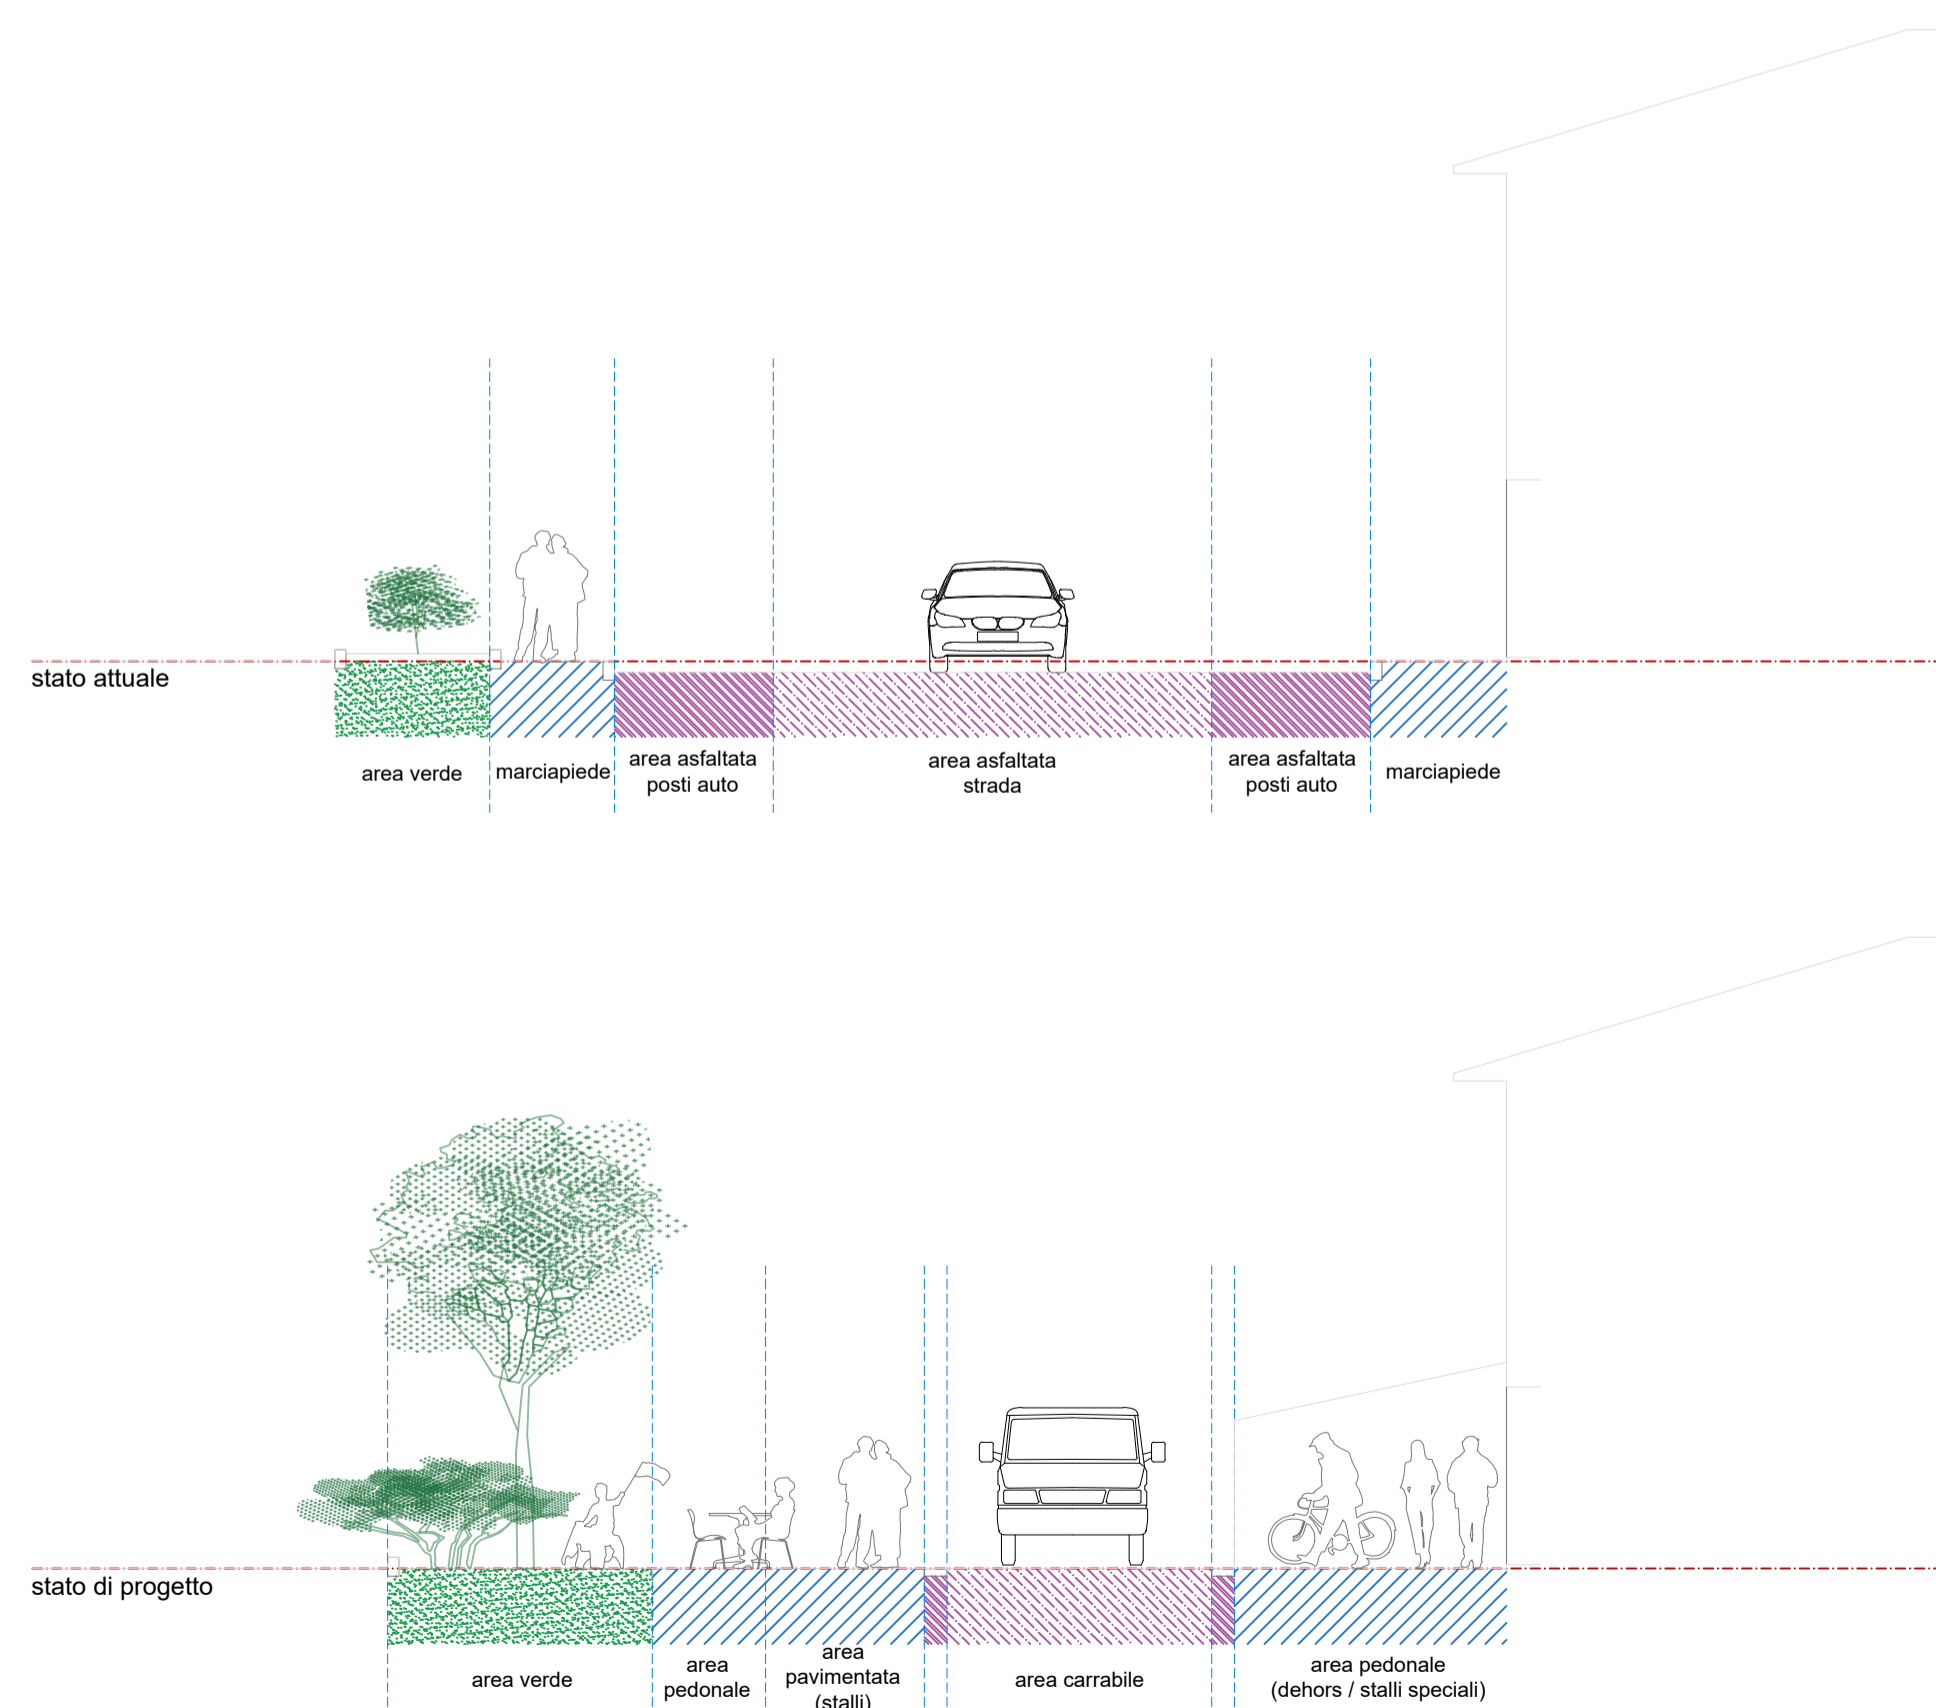 stato attuale
area verde
marciapiede
area asfaltata
posti auto
area asfaltata
strada
area asfaltata
posti auto
marciapiede
stato di progetto
area verde
area
pedonale
area
pavimentata
(stalli)
area carrabile
area pedonale
(dehors / stalli speciali)